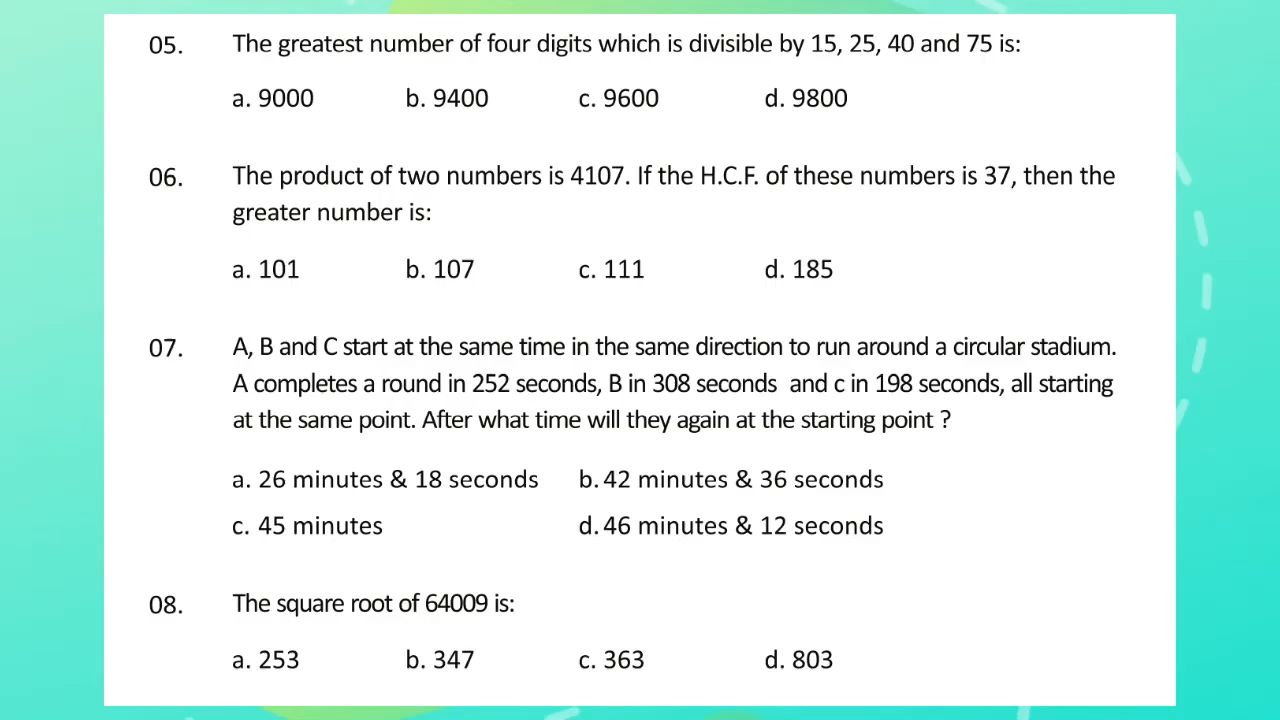 05. The greatest number of four digits which is divisible by 15, 25, 40 and 75 is:
a. 9000 b. 9400 c. 9600 d. 9800
06. The product of two numbers is 4107. If the H.C.F. of these numbers is 37, then the
greater number is:
a. 101 b. 107 c. 111 d. 185
07. A, B and C start at the same time in the same direction to run around a circular stadium.
A completes a round in 252 seconds, B in 308 seconds and c in 198 seconds, all starting
at the same point. After what time will they again at the starting point ?
a. 26 minutes & 18 seconds b. 42 minutes & 36 seconds
c. 45 minutes d. 46 minutes & 12 seconds
08. The square root of 64009 is:
a. 253 b. 347 c. 363 d. 803